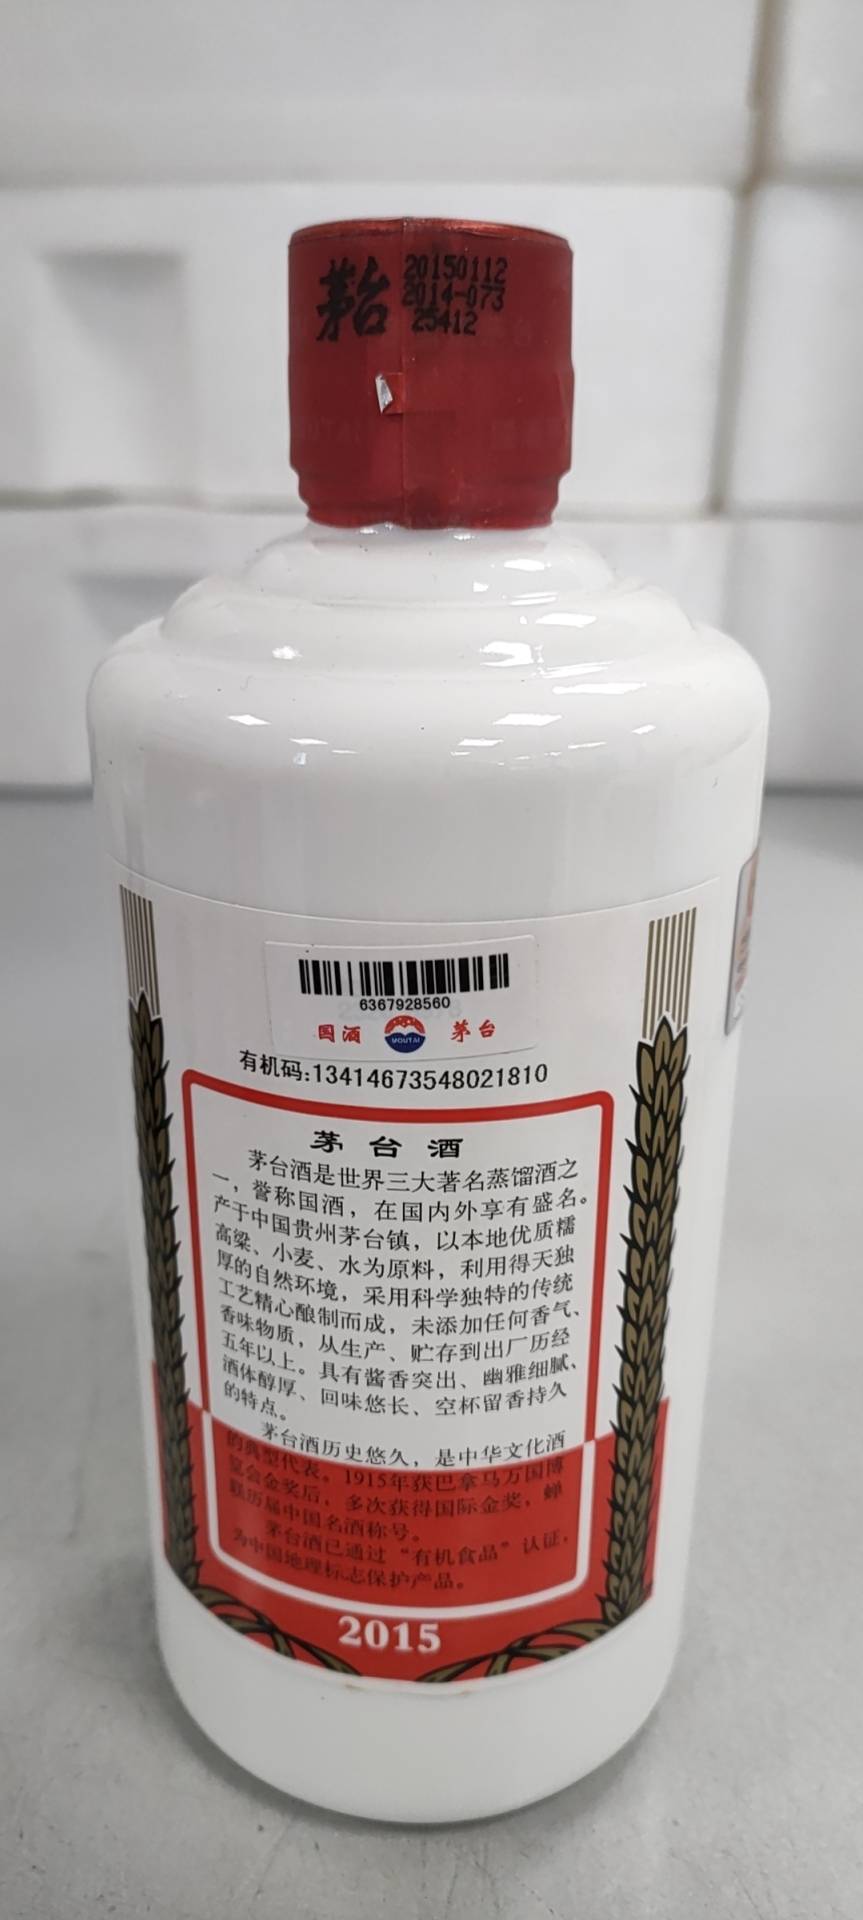 茅台
20150112
2014-073
25412
6367928560
国酒 MOUTAI 茅台
有机码:13414673548021810
茅台酒
茅台酒是世界三大著名蒸馏酒之
一，誉称国酒，在国内外享有盛名。
产于中国贵州茅台镇，以本地优质糯
高粱、小麦、水为原料，利用得天独
厚的自然环境，采用科学独特的传统
工艺精心酿制而成，未添加任何香气、
香味物质，从生产、贮存到出厂历经
五年以上。具有酱香突出、幽雅细腻、
酒体醇厚、回味悠长、空杯留香持久
的特点。
茅台酒历史悠久，是中华文化酒
的典型代表。1915年获巴拿马万国博
览会金奖后，多次获得国际金奖，蝉
联历届中国名酒称号。
茅台酒已通过“有机食品”认证，
为中国地理标志保护产品。
2015